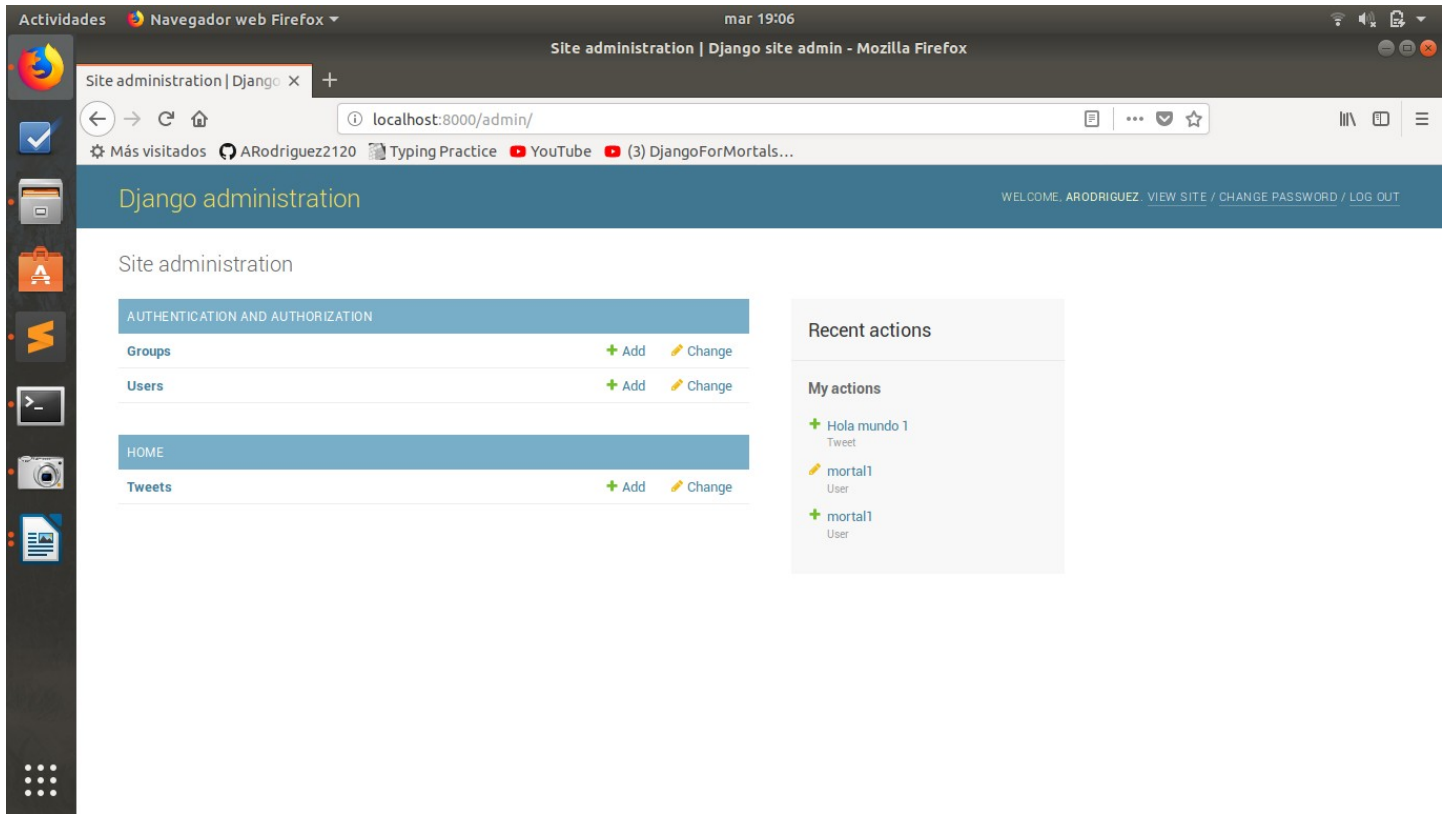 Actividades Navegador web Firefox mar 19:06
Site administration | Django site admin - Mozilla Firefox
Site administration | Django
localhost:8000/admin/
Más visitados ARodriguez2120 Typing Practice YouTube (3) DjangoForMortals...
Django administration WELCOME, ARODRIGUEZ. VIEW SITE / CHANGE PASSWORD / LOG OUT
Site administration
AUTHENTICATION AND AUTHORIZATION
Groups Add Change
Users Add Change
HOME
Tweets Add Change
Recent actions
My actions
Hola mundo 1
Tweet
mortal1
User
mortal1
User